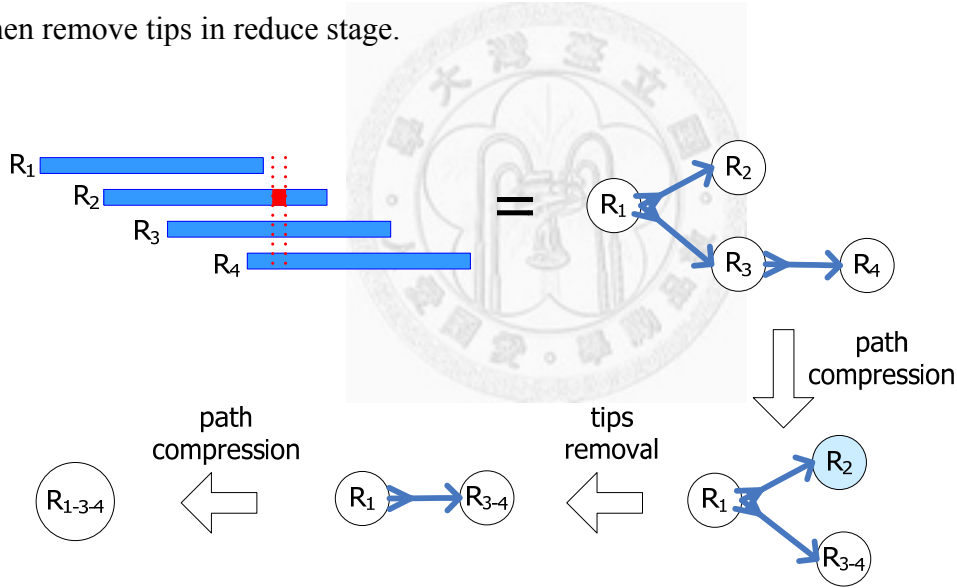 hen remove tips in reduce stage.
R1
R2
R3
R4
=
R1
R2
R3
R4
path
compression
R1
R2
R3-4
tips
removal
R1
R3-4
path
compression
R1-3-4